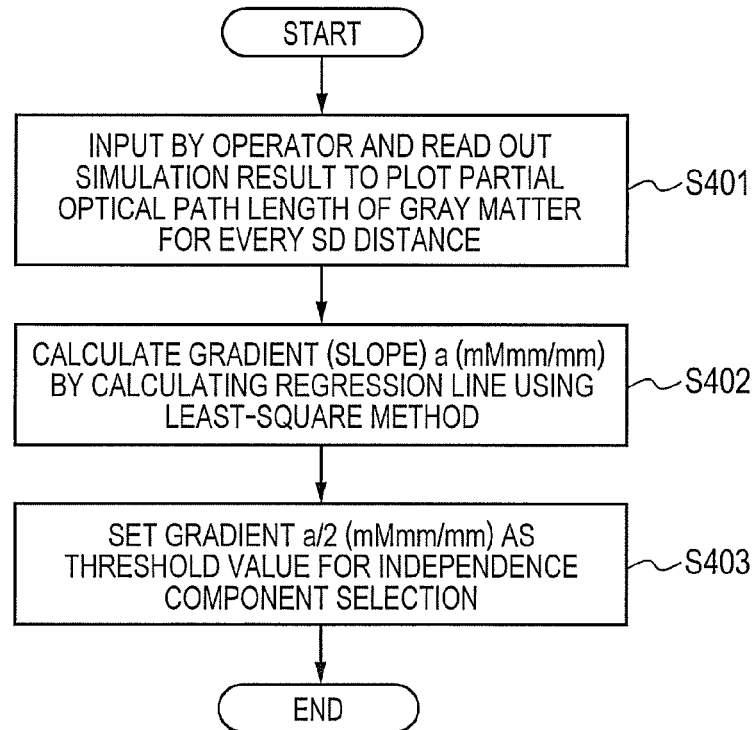 START
INPUT BY OPERATOR AND READ OUT
SIMULATION RESULT TO PLOT PARTIAL
OPTICAL PATH LENGTH OF GRAY MATTER
FOR EVERY SD DISTANCE
S401
CALCULATE GRADIENT (SLOPE) a (mMmm/mm)
BY CALCULATING REGRESSION LINE USING
LEAST-SQUARE METHOD
S402
SET GRADIENT a/2 (mMmm/mm) AS
THRESHOLD VALUE FOR INDEPENDENCE
COMPONENT SELECTION
S403
END